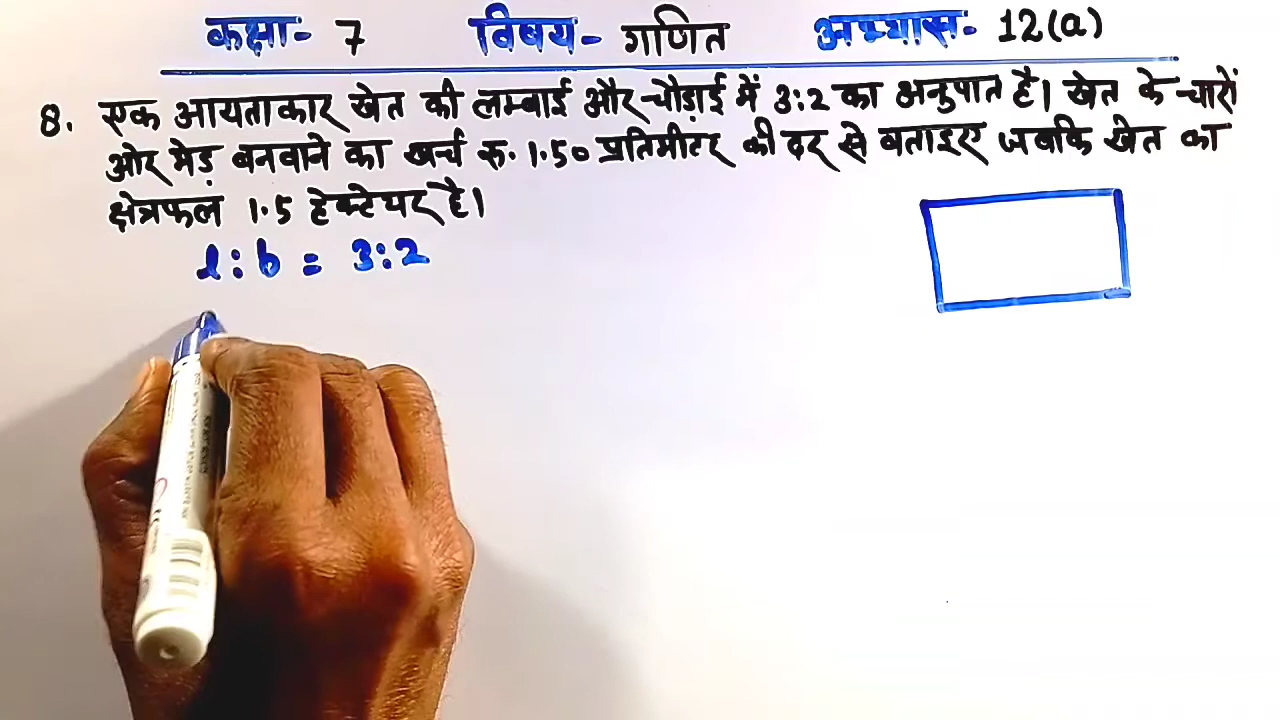 कक्षा- 7 विषय- गणित अभ्यास- 12(a)
8. एक आयताकार खेत की लम्बाई और चौड़ाई में 3:2 का अनुपात है। खेत के चारों
ओर मेड़ बनवाने का खर्च रु. 1.50 प्रतिमीटर की दर से बताइए जबकि खेत का
क्षेत्रफल 1.5 हेक्टेयर है।
l : b = 3:2